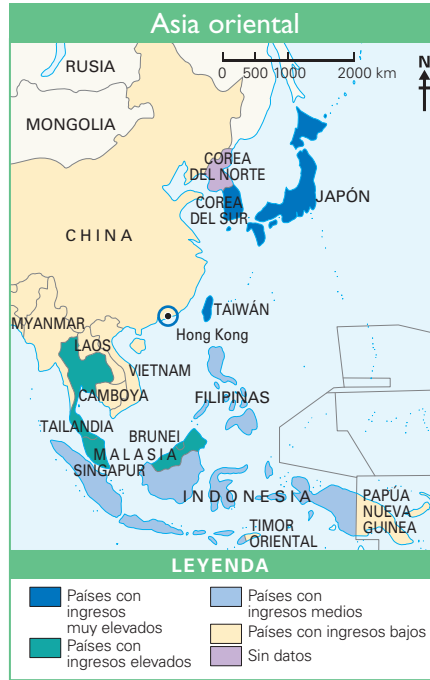 Asia oriental
RUSIA
0 500 1000 2000 km
N
MONGOLIA
COREA
DEL NORTE
COREA
DEL SUR
JAPÓN
CHINA
TAIWÁN
Hong Kong
MYANMAR
LAOS
VIETNAM
CAMBOYA
FILIPINAS
TAILANDIA
BRUNEI
MALASIA
SINGAPUR
INDONESIA
PAPÚA
NUEVA
GUINEA
TIMOR
ORIENTAL
LEYENDA
Países con
ingresos
muy elevados
Países con
ingresos elevados
Países con
ingresos medios
Países con ingresos bajos
Sin datos